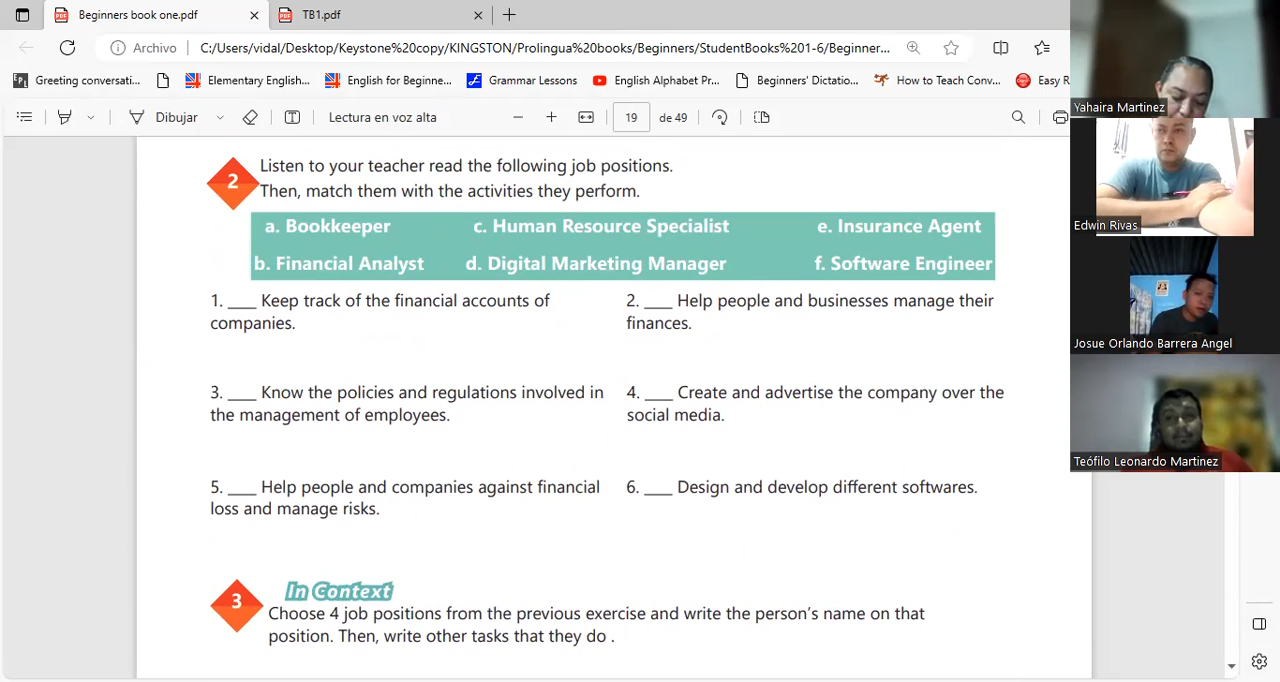 Beginners book one.pdf
TB1.pdf
Archivo
C:/Users/vidal/Desktop/Keystone%20copy/KINGSTON/Prolingua%20books/Beginners/StudentBooks%201-6/Beginner...
Greeting conversati...
Elementary English...
English for Beginne...
Grammar Lessons
English Alphabet Pr...
Beginners' Dictatio...
How to Teach Conv...
Easy R
Dibujar
Lectura en voz alta
19
de 49
2
Listen to your teacher read the following job positions.
Then, match them with the activities they perform.
a. Bookkeeper c. Human Resource Specialist e. Insurance Agent
b. Financial Analyst d. Digital Marketing Manager f. Software Engineer
1. ___ Keep track of the financial accounts of
companies.
2. ___ Help people and businesses manage their
finances.
3. ___ Know the policies and regulations involved in
the management of employees.
4. ___ Create and advertise the company over the
social media.
5. ___ Help people and companies against financial
loss and manage risks.
6. ___ Design and develop different softwares.
3
In Context
Choose 4 job positions from the previous exercise and write the person's name on that
position. Then, write other tasks that they do .
Yahaira Martinez
Edwin Rivas
Josue Orlando Barrera Angel
Teófilo Leonardo Martinez